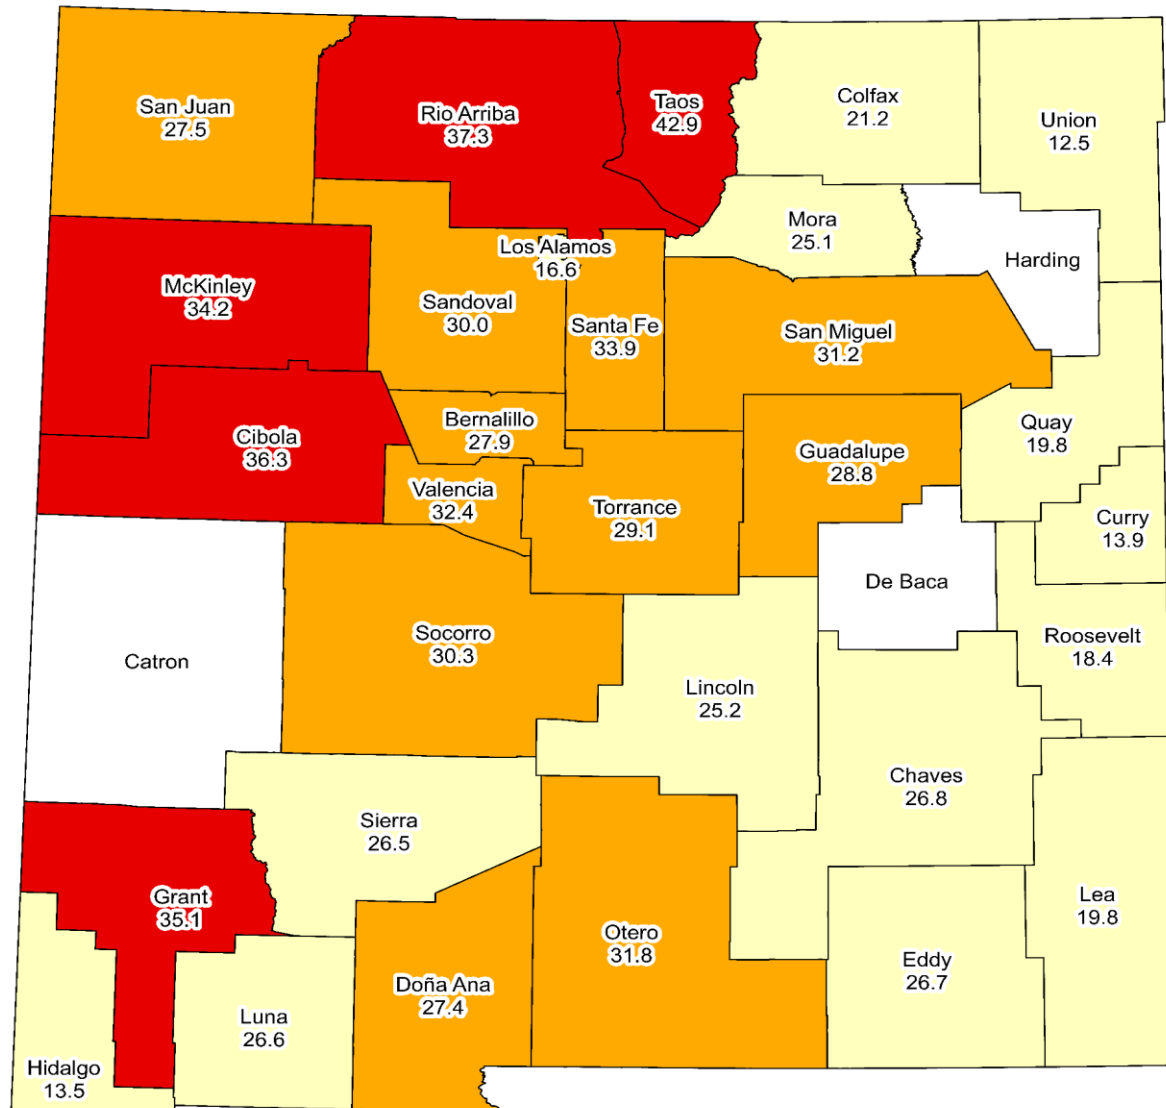 San Juan
27.5
Rio Arriba
37.3
Taos
42.9
Colfax
21.2
Union
12.5
Mora
25.1
Harding
Los Alamos
16.6
McKinley
34.2
Sandoval
30.0
Santa Fe
33.9
San Miguel
31.2
Cibola
36.3
Bernalillo
27.9
Guadalupe
28.8
Quay
19.8
Valencia
32.4
Torrance
29.1
Curry
13.9
De Baca
Catron
Socorro
30.3
Roosevelt
18.4
Lincoln
25.2
Chaves
26.8
Sierra
26.5
Grant
35.1
Lea
19.8
Otero
31.8
Eddy
26.7
Doña Ana
27.4
Luna
26.6
Hidalgo
13.5